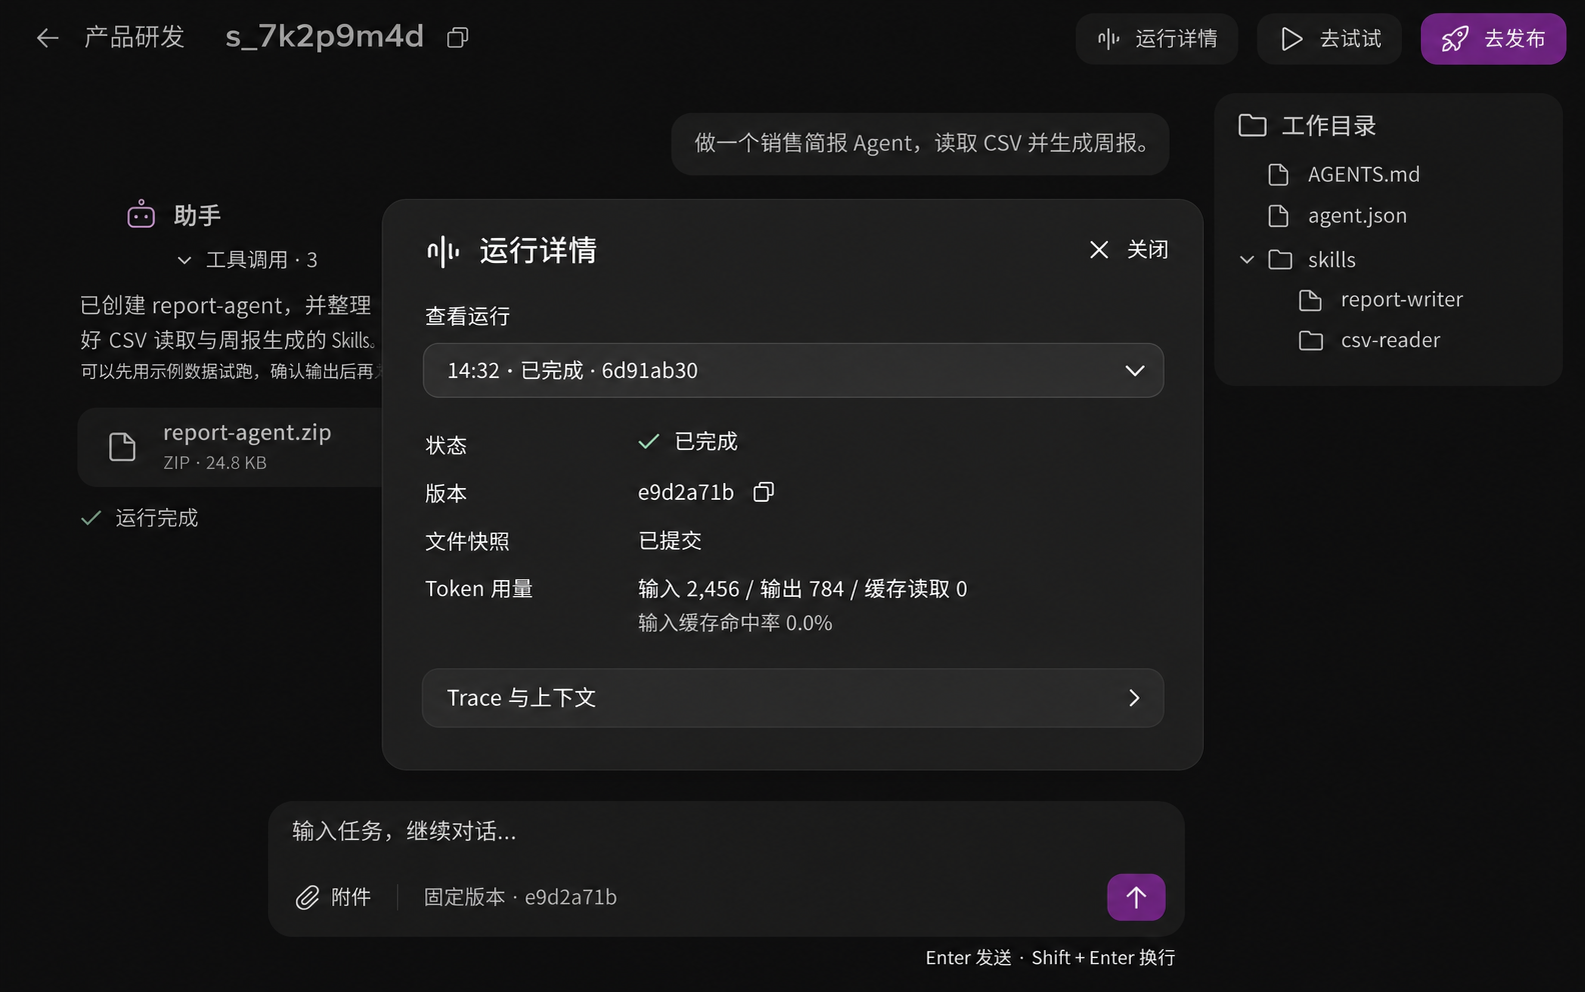 产品研发
s_7k2p9m4d
运行详情
去试试
去发布
做一个销售简报 Agent，读取 CSV 并生成周报。
工作目录
AGENTS.md
agent.json
skills
report-writer
csv-reader
助手
工具调用 · 3
已创建 report-agent，并整理
好 CSV 读取与周报生成的 Skills。
可以先用示例数据试跑，确认输出后再
report-agent.zip
ZIP · 24.8 KB
运行完成
运行详情
关闭
查看运行
14:32 · 已完成 · 6d91ab30
状态
已完成
版本
e9d2a71b
文件快照
已提交
Token 用量
输入 2,456 / 输出 784 / 缓存读取 0
输入缓存命中率 0.0%
Trace 与上下文
输入任务，继续对话...
附件
固定版本 · e9d2a71b
Enter 发送 · Shift + Enter 换行